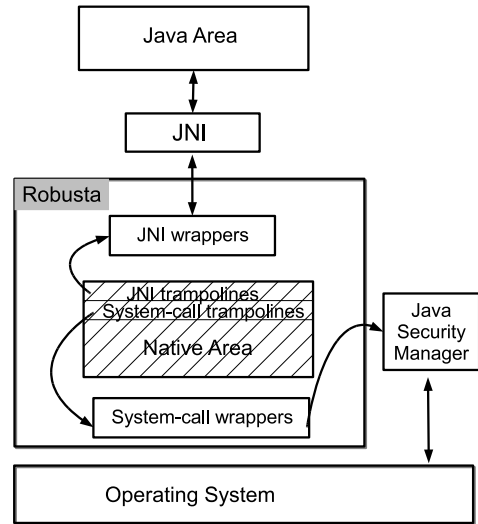 Java Area
JNI
Robusta
JNI wrappers
JNI trampolines
System-call trampolines
Native Area
Java
Security
Manager
System-call wrappers
Operating System